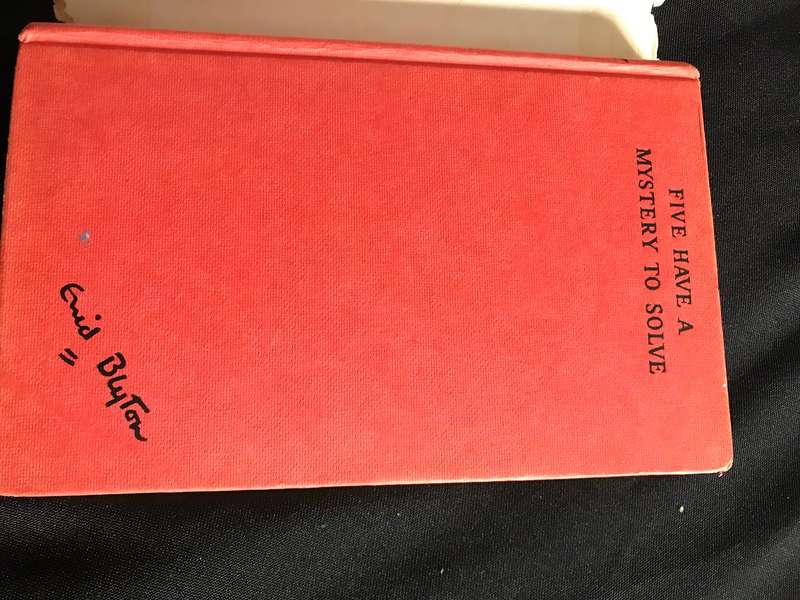 FIVE HAVE A
MYSTERY TO SOLVE
Enid Blyton